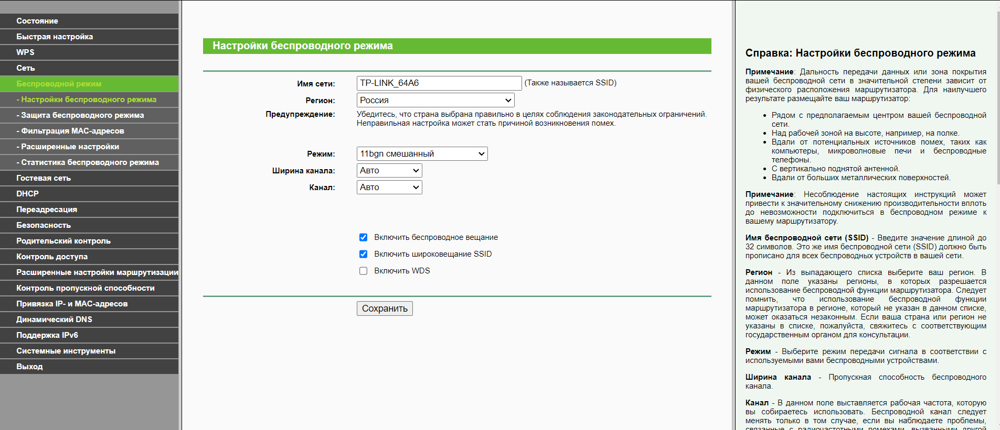 Состояние
Быстрая настройка
WPS
Сеть
Беспроводной режим
- Настройки беспроводного режима
- Защита беспроводного режима
- Фильтрация MAC-адресов
- Расширенные настройки
- Статистика беспроводного режима
Гостевая сеть
DHCP
Переадресация
Безопасность
Родительский контроль
Контроль доступа
Расширенные настройки маршрутизации
Контроль пропускной способности
Привязка IP- и MAC-адресов
Динамический DNS
Поддержка IPv6
Системные инструменты
Выход
Настройки беспроводного режима
Имя сети: TP-LINK_64A6 (Также называется SSID)
Регион: Россия
Предупреждение: Убедитесь, что страна выбрана правильно в целях соблюдения законодательных ограничений.
Неправильная настройка может стать причиной возникновения помех.
Режим: 11bgn смешанный
Ширина канала: Авто
Канал: Авто
Включить беспроводное вещание
Включить широковещание SSID
Включить WDS
Сохранить
Справка: Настройки беспроводного режима
Примечание: Дальность передачи данных или зона покрытия
вашей беспроводной сети в значительной степени зависит от
физического расположения маршрутизатора. Для наилучшего
результате размещайте ваш маршрутизатор:
• Рядом с предполагаемым центром вашей беспроводной
сети.
• Над рабочей зоной на высоте, например, на полке.
• Вдали от потенциальных источников помех, таких как
компьютеры, микроволновые печи и беспроводные
телефоны.
• С вертикально поднятой антенной.
• Вдали от больших металлических поверхностей.
Примечание: Несоблюдение настоящих инструкций может
привести к значительному снижению производительности вплоть
до невозможности подключиться в беспроводном режиме к
вашему маршрутизатору.
Имя беспроводной сети (SSID) - Введите значение длиной до
32 символов. Это же имя беспроводной сети (SSID) должно быть
прописано для всех беспроводных устройств в вашей сети.
Регион - Из выпадающего списка выберите ваш регион. В
данном поле указаны регионы, в которых разрешается
использование беспроводной функции маршрутизатора. Следует
помнить, что использование беспроводной функции
маршрутизатора в регионе, который не указан в данном списке,
может оказаться незаконным. Если ваша страна или регион не
указаны в списке, пожалуйста, свяжитесь с соответствующим
государственным органом для консультации.
Режим - Выберите режим передачи сигнала в соответствии с
используемыми вами беспроводными устройствами.
Ширина канала - Пропускная способность беспроводного
канала.
Канал - В данном поле выставляется рабочая частота, которую
вы собираетесь использовать. Беспроводной канал следует
менять только в том случае, если вы наблюдаете проблемы,
связанные с радиочастотными помехами, вызванными другой